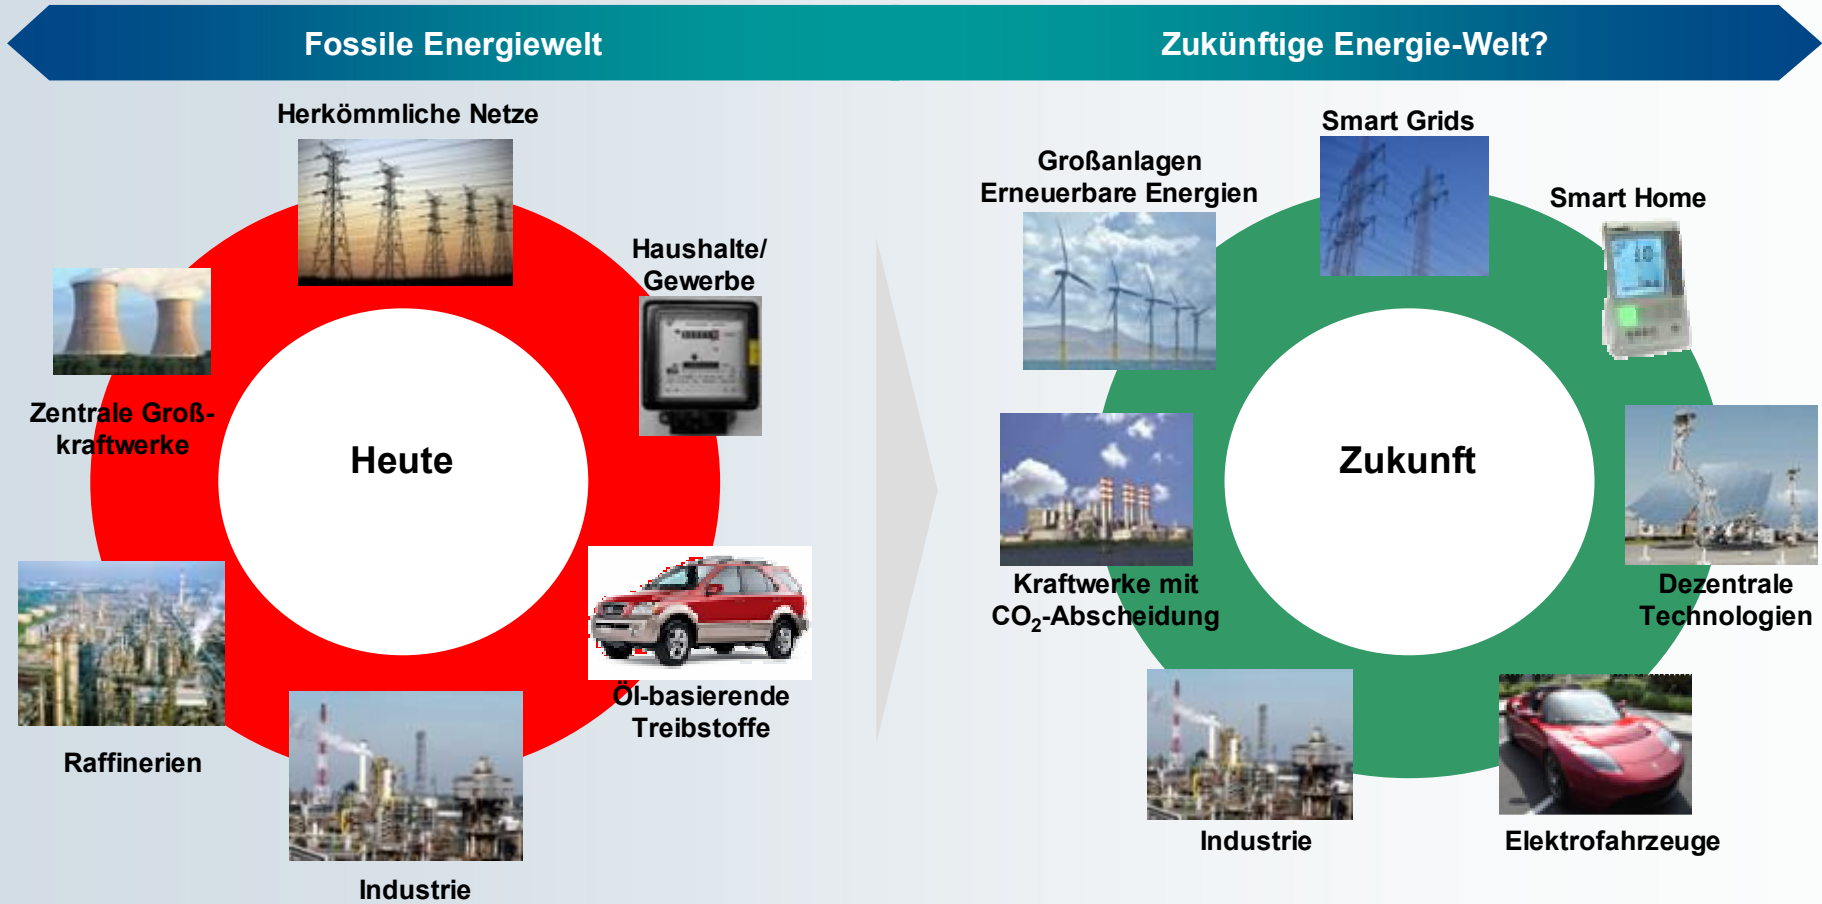 Fossile Energiewelt
Zukünftige Energie-Welt?
Herkömmliche Netze
Haushalte/
Gewerbe
Zentrale Groß-
kraftwerke
Heute
Raffinerien
Öl-basierende
Treibstoffe
Industrie
Smart Grids
Großanlagen
Erneuerbare Energien
Smart Home
Zukunft
Kraftwerke mit
CO₂-Abscheidung
Dezentrale
Technologien
Industrie
Elektrofahrzeuge